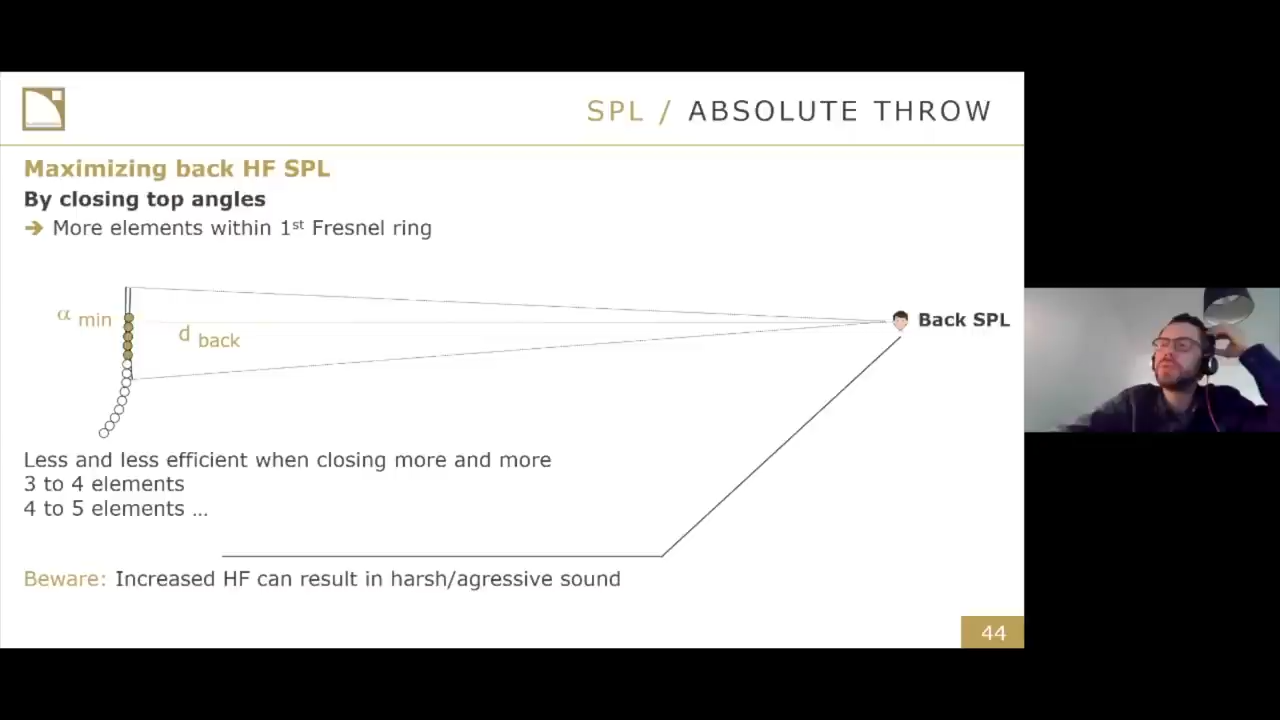 SPL / ABSOLUTE THROW
Maximizing back HF SPL
By closing top angles
➔ More elements within 1st Fresnel ring
α min
d back
Back SPL
Less and less efficient when closing more and more
3 to 4 elements
4 to 5 elements ...
Beware: Increased HF can result in harsh/agressive sound
44